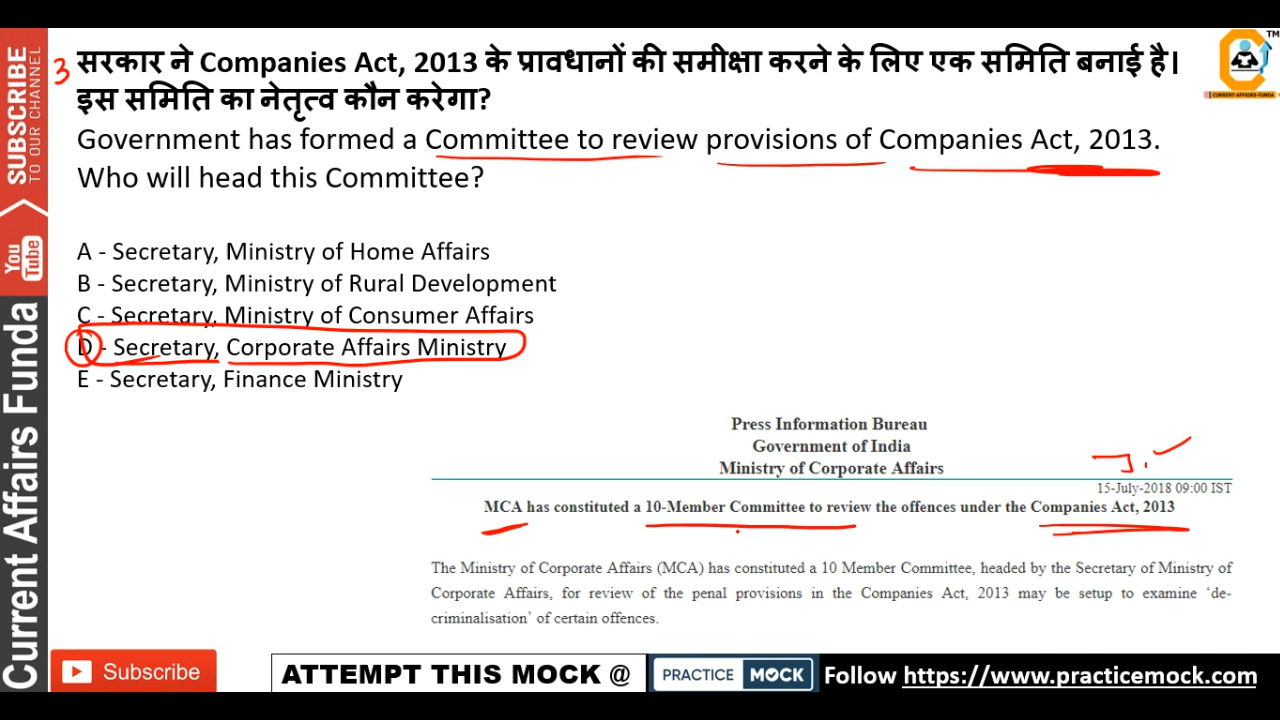 3 सरकार ने Companies Act, 2013 के प्रावधानों की समीक्षा करने के लिए एक समिति बनाई है।
इस समिति का नेतृत्व कौन करेगा?
Government has formed a Committee to review provisions of Companies Act, 2013.
Who will head this Committee?
A - Secretary, Ministry of Home Affairs
B - Secretary, Ministry of Rural Development
C - Secretary, Ministry of Consumer Affairs
D - Secretary, Corporate Affairs Ministry
E - Secretary, Finance Ministry
Press Information Bureau
Government of India
Ministry of Corporate Affairs
15-July-2018 09:00 IST
MCA has constituted a 10-Member Committee to review the offences under the Companies Act, 2013
The Ministry of Corporate Affairs (MCA) has constituted a 10 Member Committee, headed by the Secretary of Ministry of
Corporate Affairs, for review of the penal provisions in the Companies Act, 2013 may be setup to examine ‘de-
criminalisation’ of certain offences.
SUBSCRIBE
TO OUR CHANNEL
You
Tube
Current Affairs Funda
TM
CURRENT-AFFAIRS-FUNDA
Subscribe
ATTEMPT THIS MOCK @
PRACTICE MOCK
Follow https://www.practicemock.com